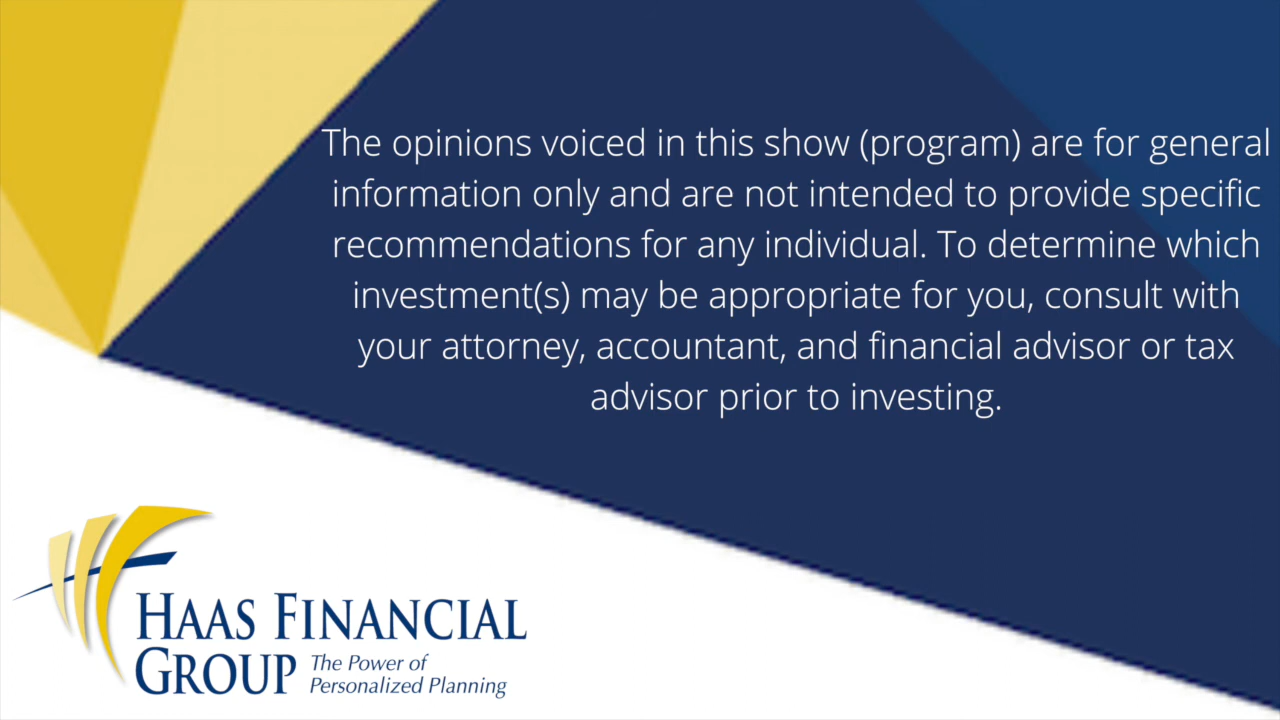 The opinions voiced in this show (program) are for general
information only and are not intended to provide specific
recommendations for any individual. To determine which
investment(s) may be appropriate for you, consult with
your attorney, accountant, and financial advisor or tax
advisor prior to investing.
HAAS FINANCIAL
GROUP The Power of
Personalized Planning